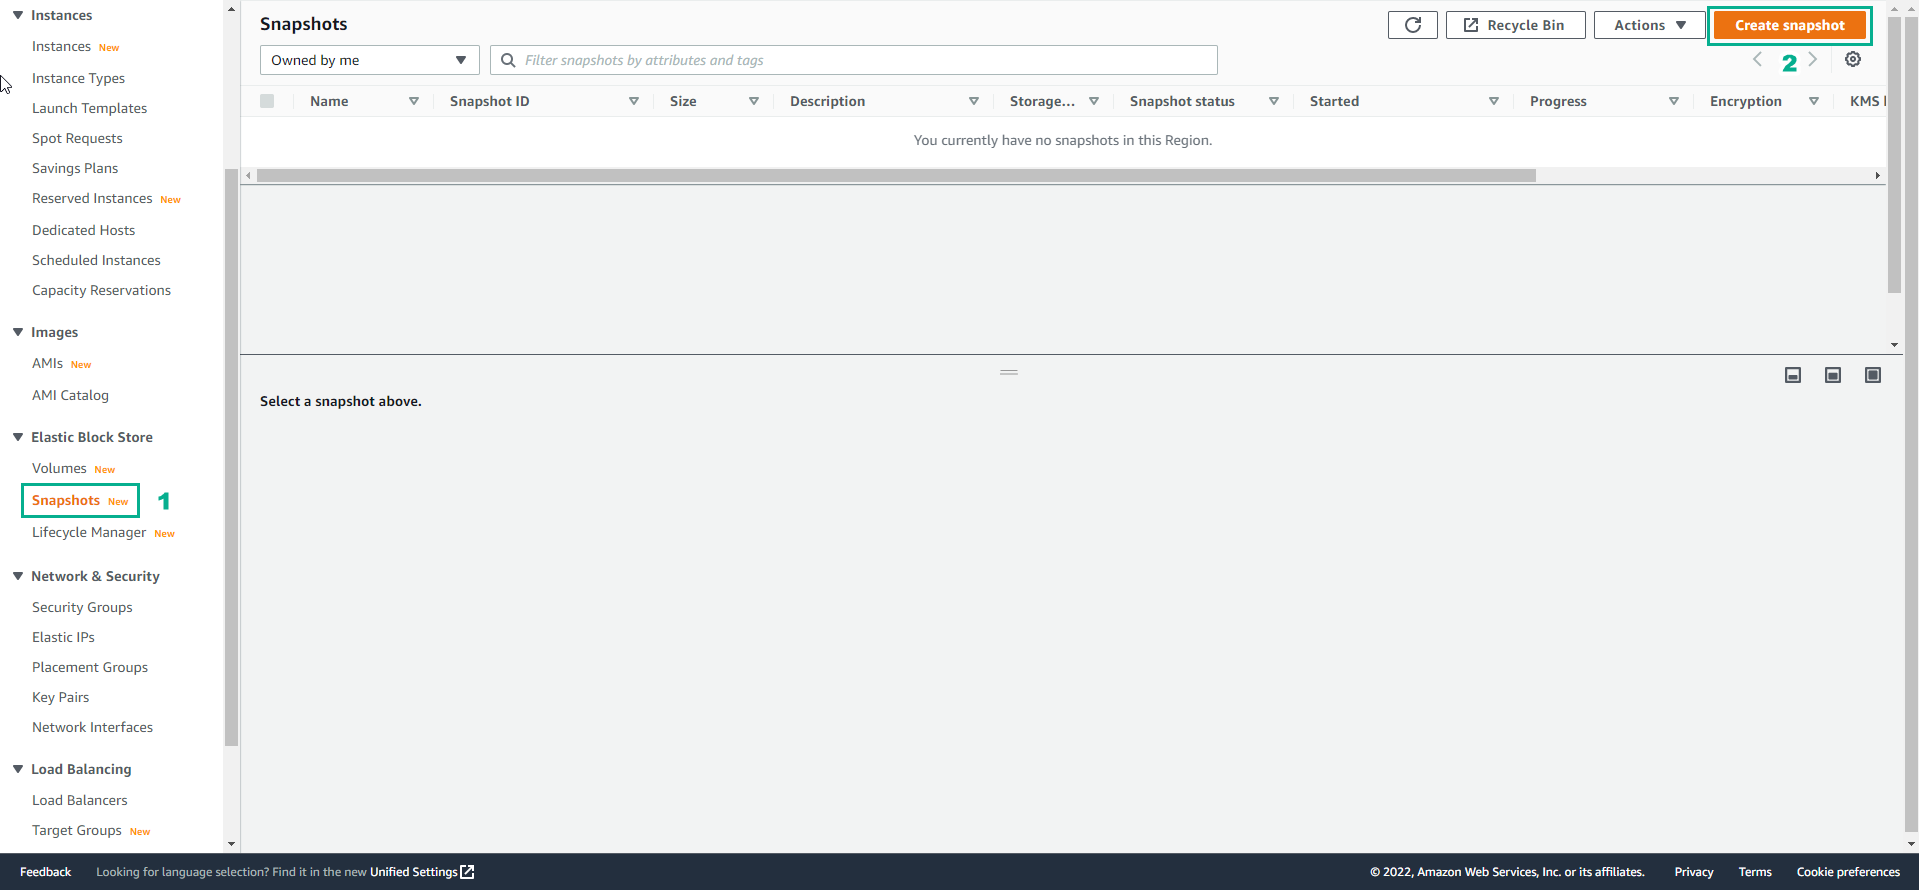 Instances
Instances New
Instance Types
Launch Templates
Spot Requests
Savings Plans
Reserved Instances New
Dedicated Hosts
Scheduled Instances
Capacity Reservations
Images
AMIs New
AMI Catalog
Elastic Block Store
Volumes New
Snapshots New 1
Lifecycle Manager New
Network & Security
Security Groups
Elastic IPs
Placement Groups
Key Pairs
Network Interfaces
Load Balancing
Load Balancers
Target Groups New
Snapshots
Recycle Bin Actions Create snapshot
Owned by me Filter snapshots by attributes and tags 2
Name Snapshot ID Size Description Storage... Snapshot status Started Progress Encryption KMS
You currently have no snapshots in this Region.
Select a snapshot above.
Feedback Looking for language selection? Find it in the new Unified Settings © 2022, Amazon Web Services, Inc. or its affiliates. Privacy Terms Cookie preferences